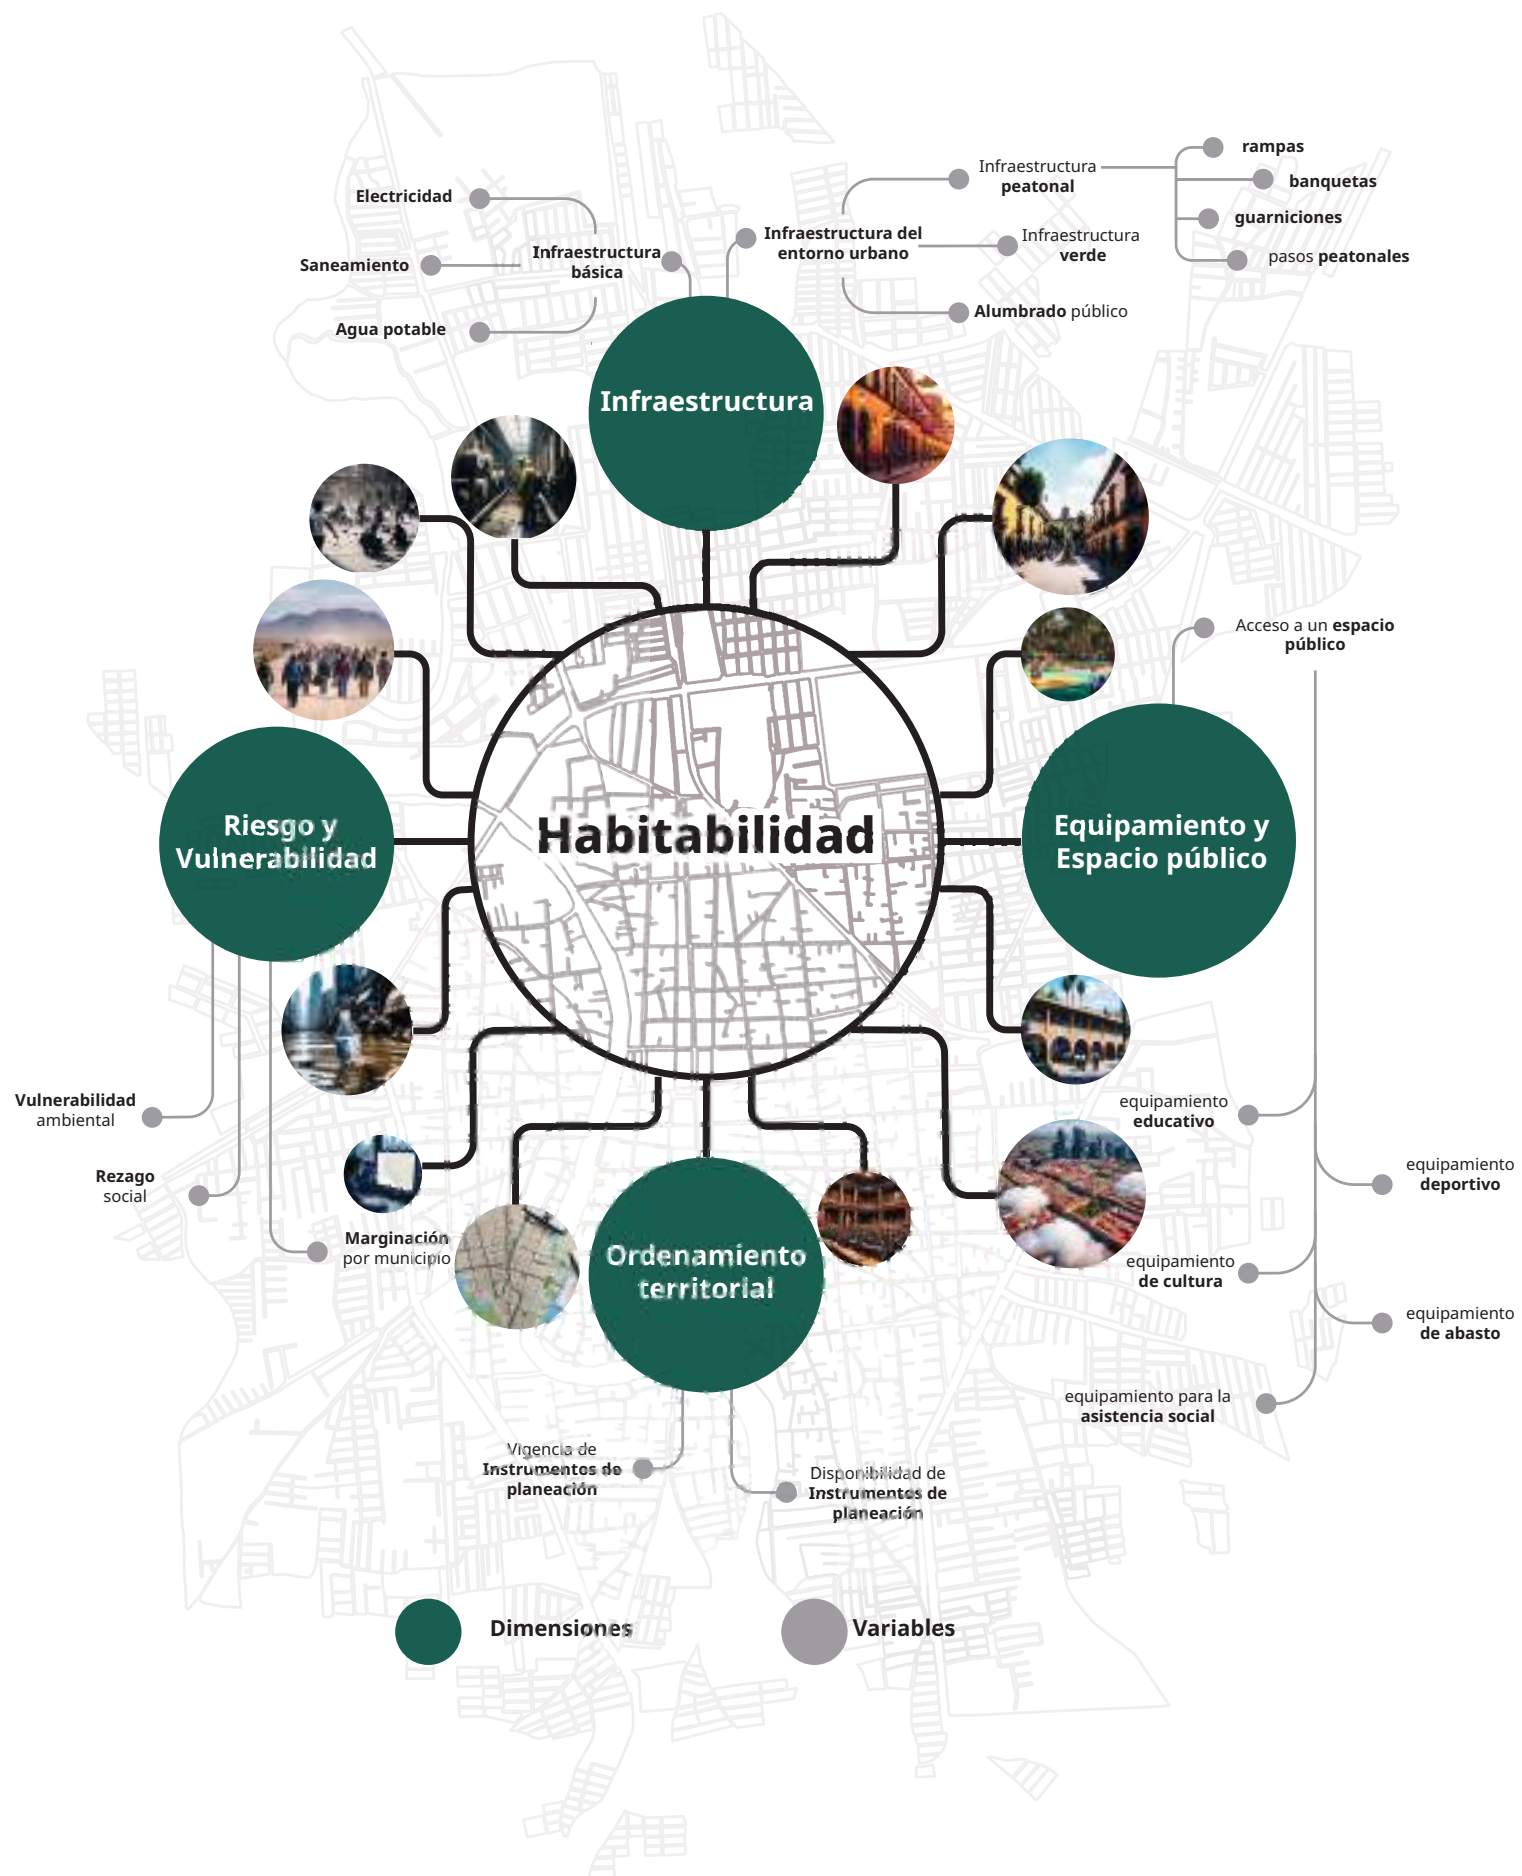 rampas
Infraestructura
peatonal
banquetas
Electricidad
guarniciones
Infraestructura del
entorno urbano
Infraestructura
verde
Infraestructura
básica
pasos peatonales
Saneamiento
Alumbrado público
Agua potable
Infraestructura
Acceso a un espacio
público
Habitabilidad
Riesgo y
Vulnerabilidad
Equipamiento y
Espacio público
Vulnerabilidad
ambiental
equipamiento
educativo
Rezago
social
equipamiento
deportivo
Marginación
por municipio
Ordenamiento
territorial
equipamiento
de cultura
equipamiento
de abasto
equipamiento para la
asistencia social
Vigencia de
Instrumentos de
planeación
Disponibilidad de
Instrumentos de
planeación
Dimensiones
Variables